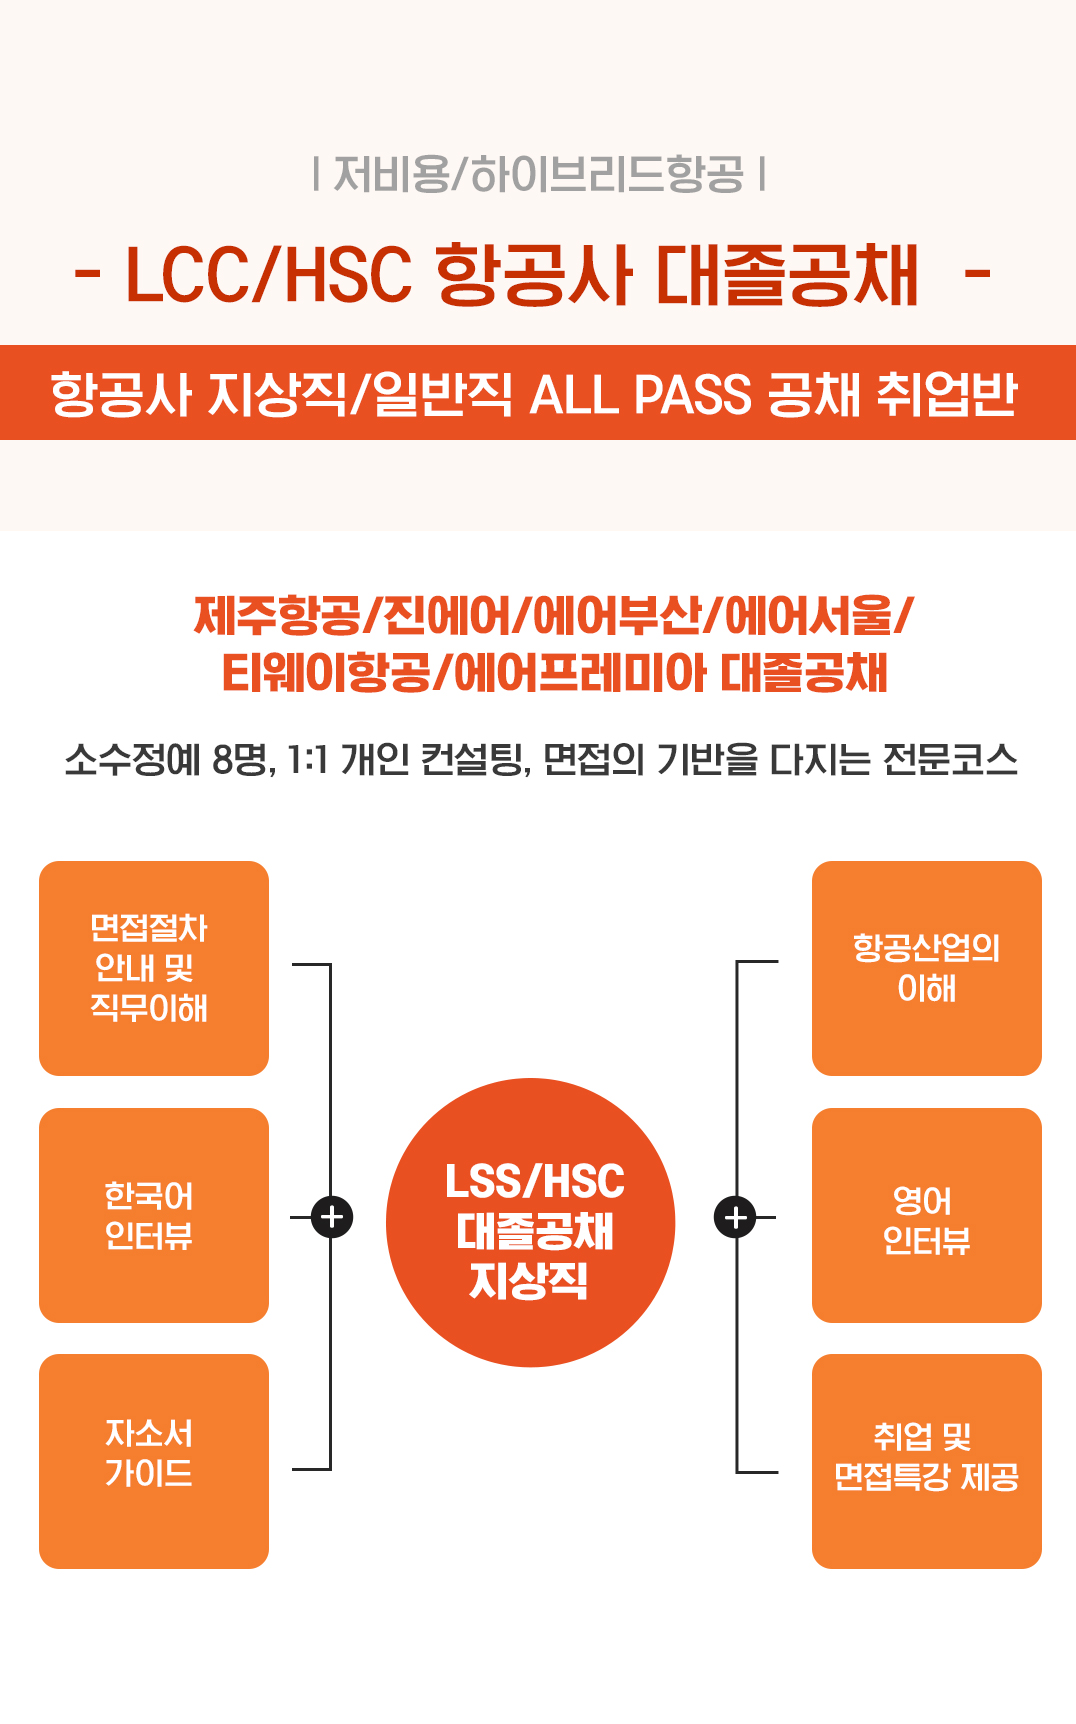 | 저비용/하이브리드항공 |
- LCC/HSC 항공사 대졸공채 -
항공사 지상직/일반직 ALL PASS 공채 취업반
제주항공/진에어/에어부산/에어서울/
티웨이항공/에어프레미아 대졸공채
소수정예 8명, 1:1 개인 컨설팅, 면접의 기반을 다지는 전문코스
면접절차
안내 및
직무이해
한국어
인터뷰
자소서
가이드
LSS/HSC
대졸공채
지상직
항공산업의
이해
영어
인터뷰
취업 및
면접특강 제공